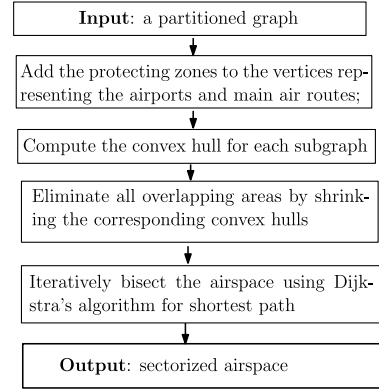 Input: a partitioned graph
Add the protecting zones to the vertices rep-
resenting the airports and main air routes;
Compute the convex hull for each subgraph
Eliminate all overlapping areas by shrink-
ing the corresponding convex hulls
Iteratively bisect the airspace using Dijk-
stra's algorithm for shortest path
Output: sectorized airspace